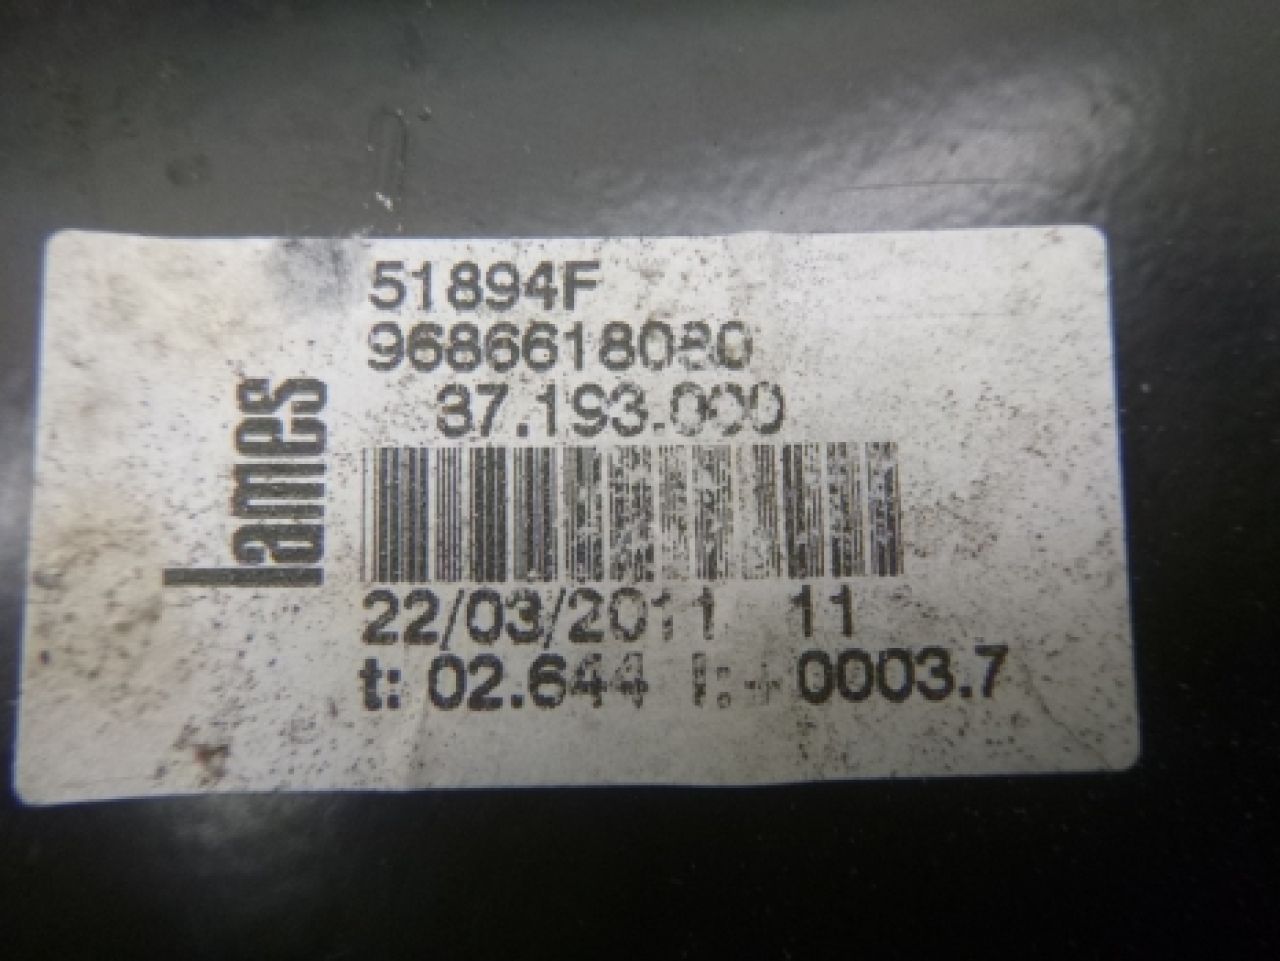 lames
51894F
9686618080
37.193.000
22/03/2011 11
t: 02.644 l:+0003.7